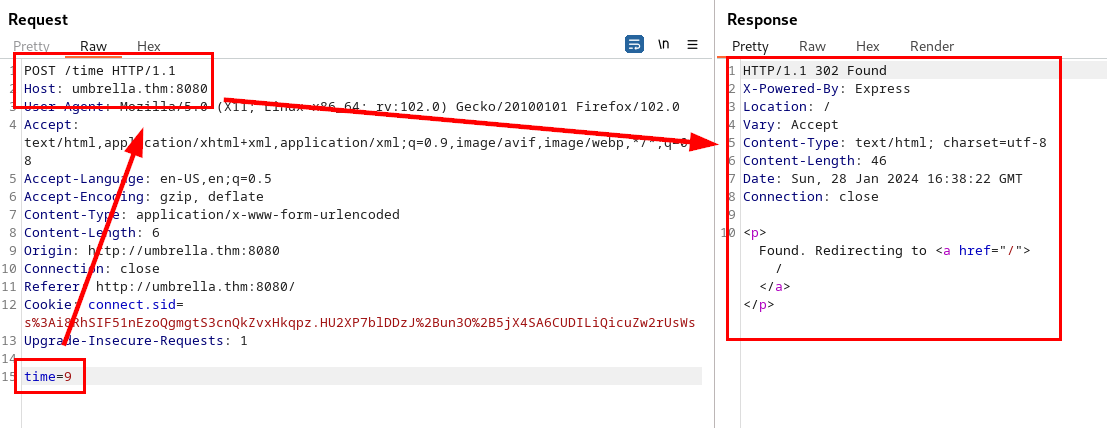 Request
Pretty Raw Hex \n
1 POST /time HTTP/1.1
2 Host: umbrella.thm:8080
3 User-Agent: Mozilla/5.0 (X11; Linux x86_64; rv:102.0) Gecko/20100101 Firefox/102.0
4 Accept:
text/html,application/xhtml+xml,application/xml;q=0.9,image/avif,image/webp,*/*,q=0.
8
5 Accept-Language: en-US,en;q=0.5
6 Accept-Encoding: gzip, deflate
7 Content-Type: application/x-www-form-urlencoded
8 Content-Length: 6
9 Origin: http://umbrella.thm:8080
10 Connection: close
11 Referer: http://umbrella.thm:8080/
12 Cookie: connect.sid=
s%3Ai8RhSIF51nEzoQgmgtS3cnQkZvxHkqpz.HU2XP7blDDzJ%2Bun3O%2B5jX4SA6CUDILiQicuZw2rUsWs
13 Upgrade-Insecure-Requests: 1
14
15 time=9
Response
Pretty Raw Hex Render
1 HTTP/1.1 302 Found
2 X-Powered-By: Express
3 Location: /
4 Vary: Accept
5 Content-Type: text/html; charset=utf-8
6 Content-Length: 46
7 Date: Sun, 28 Jan 2024 16:38:22 GMT
8 Connection: close
9
10 <p>
Found. Redirecting to <a href="/">
/
</a>
</p>